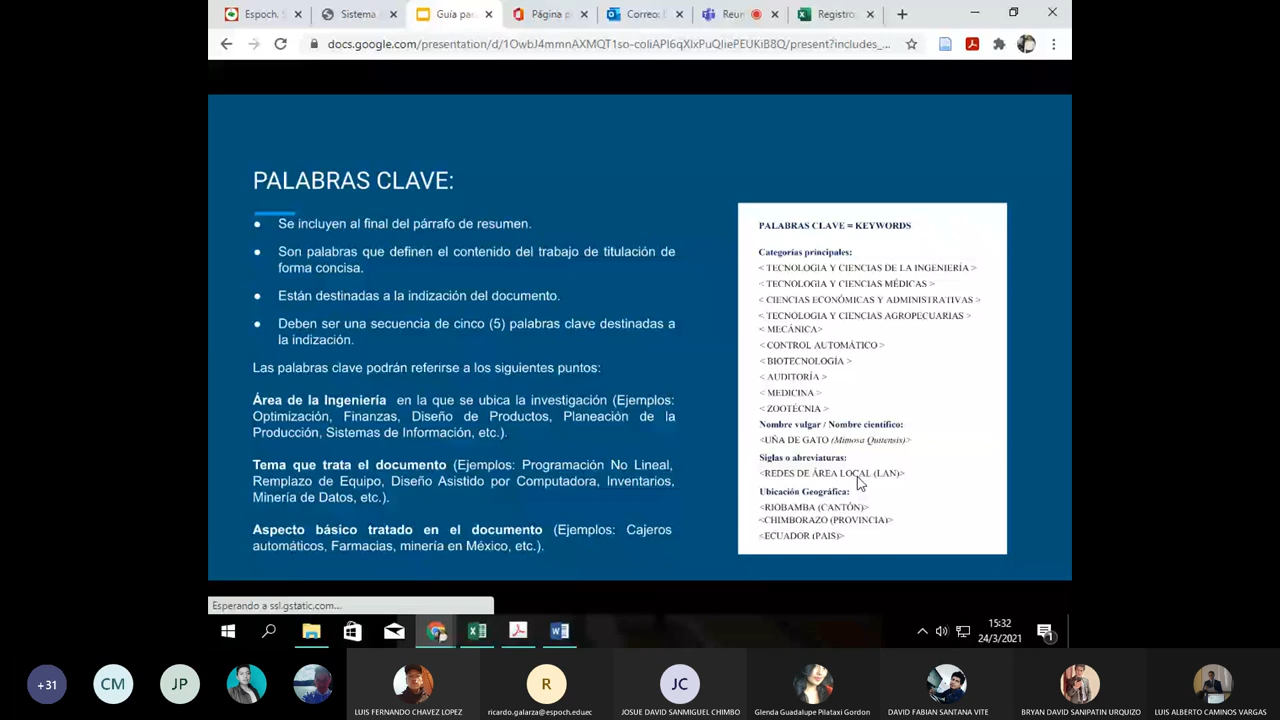 Espoch.
Sistema
Guía par
Página p
Correo:
Reun
Registro
docs.google.com/presentation/d/1OwbJ4mmnAXMQT1so-coIiAPI6qXlxPuQIiePEUKiB8Q/present?includes_...
PALABRAS CLAVE:
● Se incluyen al final del párrafo de resumen.
● Son palabras que definen el contenido del trabajo de titulación de
forma concisa.
● Están destinadas a la indización del documento.
● Deben ser una secuencia de cinco (5) palabras clave destinadas a
la indización.
Las palabras clave podrán referirse a los siguientes puntos:
Área de la Ingeniería en la que se ubica la investigación (Ejemplos:
Optimización, Finanzas, Diseño de Productos, Planeación de la
Producción, Sistemas de Información, etc.).
Tema que trata el documento (Ejemplos: Programación No Lineal,
Remplazo de Equipo, Diseño Asistido por Computadora, Inventarios,
Minería de Datos, etc.).
Aspecto básico tratado en el documento (Ejemplos: Cajeros
automáticos, Farmacias, minería en México, etc.).
PALABRAS CLAVE = KEYWORDS
Categorías principales:
< TECNOLOGIA Y CIENCIAS DE LA INGENIERÍA >
< TECNOLOGIA Y CIENCIAS MÉDICAS >
< CIENCIAS ECONÓMICAS Y ADMINISTRATIVAS >
< TECNOLOGIA Y CIENCIAS AGROPECUARIAS >
< MECÁNICA>
< CONTROL AUTOMÁTICO >
< BIOTECNOLOGÍA >
< AUDITORÍA >
< MEDICINA >
< ZOOTÉCNIA >
Nombre vulgar / Nombre científico:
<UÑA DE GATO (Mimosa Quitensis)>
Siglas o abreviaturas:
<REDES DE ÁREA LOCAL (LAN)>
Ubicación Geográfica:
<RIOBAMBA (CANTÓN)>
<CHIMBORAZO (PROVINCIA)>
<ECUADOR (PAIS)>
Esperando a ssl.gstatic.com...
15:32
24/3/2021
1
+31
CM
JP
R
JC
LUIS FERNANDO CHAVEZ LOPEZ
ricardo.galarza@espoch.edu.ec
JOSUE DAVID SANMIGUEL CHIMBO
Glenda Guadalupe Pilataxi Gordon
DAVID FABIAN SANTANA VITE
BRYAN DAVID SANIPATIN URQUIZO
LUIS ALBERTO CAMINOS VARGAS